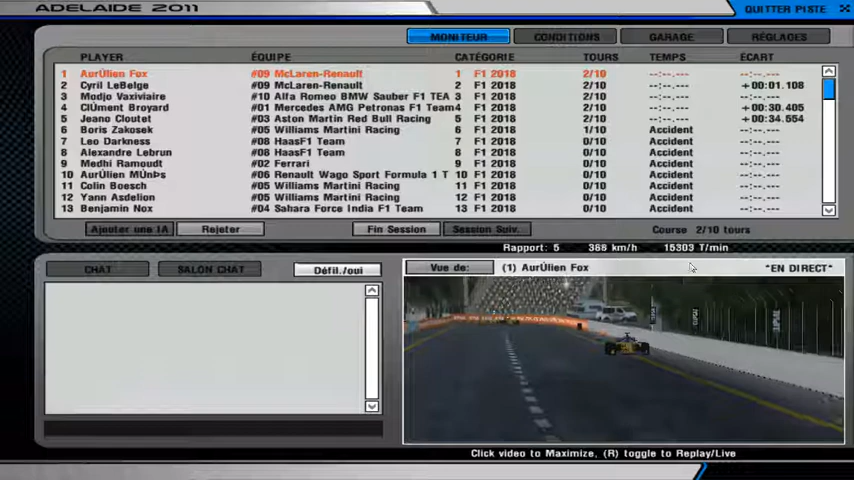 ADELAIDE 2011
QUITTER PISTE
MONITEUR CONDITIONS GARAGE RÉGLAGES
PLAYER ÉQUIPE CATÉGORIE TOURS TEMPS ÉCART
1 AurÛlien Fox #09 McLaren-Renault 1 F1 2018 2/10 --:--.--- --:--.---
2 Cyril LeBelge #09 McLaren-Renault 2 F1 2018 2/10 --:--.--- +00:01.108
3 Modjo Vaxiviaire #10 Alfa Romeo BMW Sauber F1 TEA 3 F1 2018 2/10 --:--.--- --:--.---
4 ClÛment Broyard #01 Mercedes AMG Petronas F1 Team 4 F1 2018 2/10 --:--.--- +00:30.405
5 Jeano Cloutet #03 Aston Martin Red Bull Racing 5 F1 2018 2/10 --:--.--- +00:34.554
6 Boris Zakosek #05 Williams Martini Racing 6 F1 2018 1/10 Accident --:--.---
7 Leo Darkness #08 HaasF1 Team 7 F1 2018 0/10 Accident --:--.---
8 Alexandre Lebrun #08 HaasF1 Team 8 F1 2018 0/10 Accident --:--.---
9 Medhi Ramoudt #02 Ferrari 9 F1 2018 0/10 Accident --:--.---
10 AurÛlien MÛnÞs #06 Renault Wago Sport Formula 1 T 10 F1 2018 0/10 Accident --:--.---
11 Colin Boesch #05 Williams Martini Racing 11 F1 2018 0/10 Accident --:--.---
12 Yann Asdelion #05 Williams Martini Racing 12 F1 2018 0/10 Accident --:--.---
13 Benjamin Nox #04 Sahara Force India F1 Team 13 F1 2018 0/10 Accident --:--.---
Ajouter une IA Rejeter Fin Session Session Suiv. Course 2/10 tours
Rapport: 5 388 km/h 15303 T/min
CHAT SALON CHAT Défil./oui
Vue de: (1) AurÛlien Fox *EN DIRECT*
Click video to Maximize, (R) toggle to Replay/Live